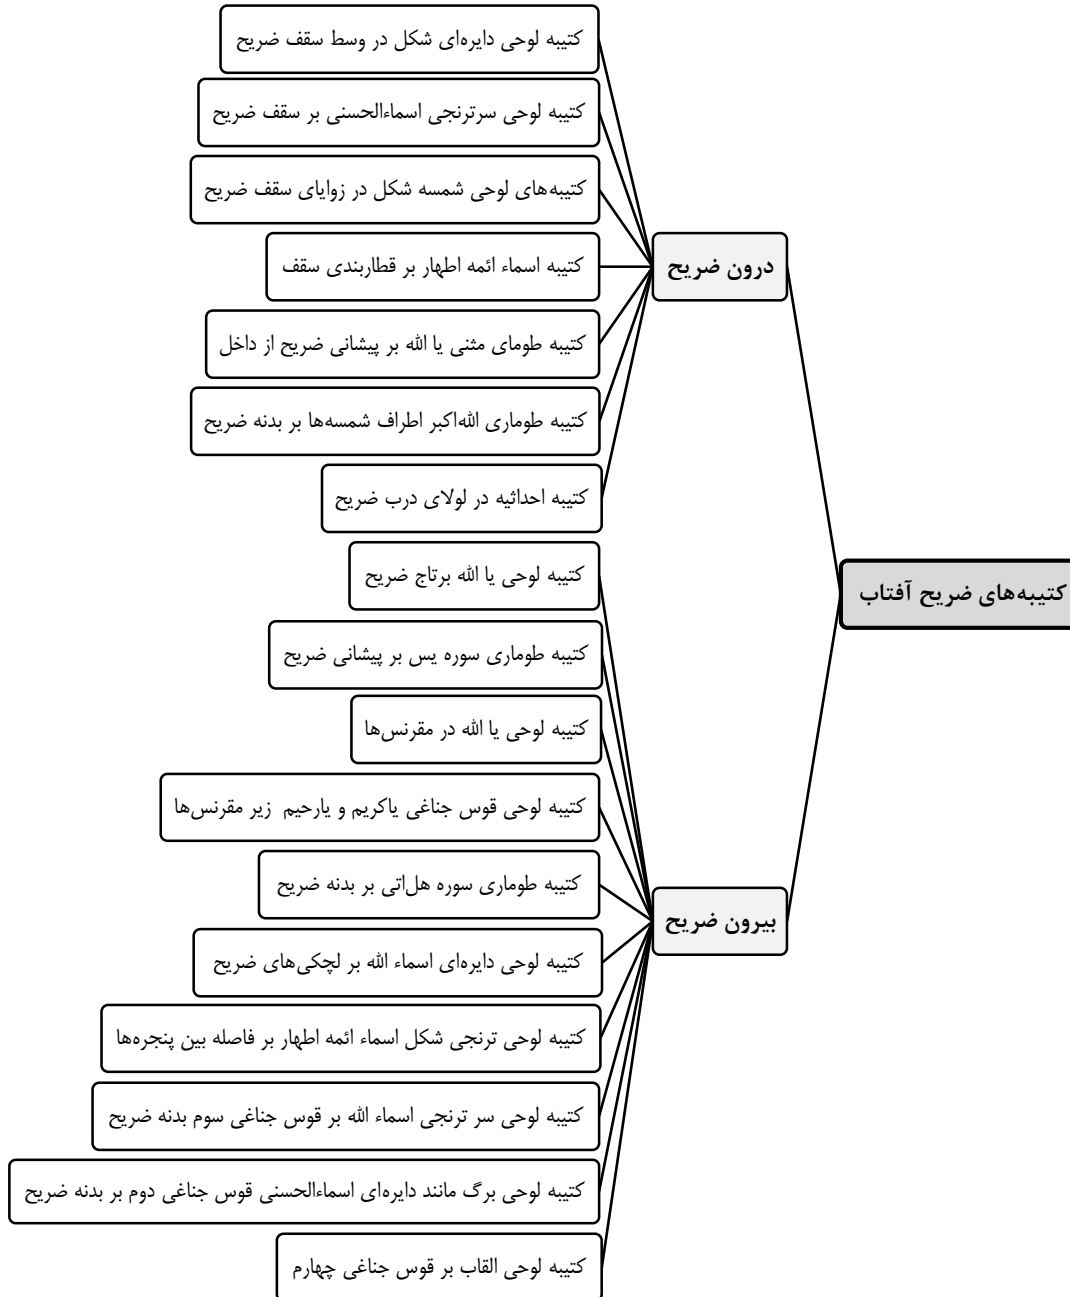 کتیبه‌های ضریح آفتاب
درون ضریح
کتیبه لوحی دایره‌ای شکل در وسط سقف ضریح
کتیبه لوحی سرترنجی اسماءالحسنی بر سقف ضریح
کتیبه‌های لوحی شمسه شکل در زوایای سقف ضریح
کتیبه اسماء ائمه اطهار بر قطاربندی سقف
کتیبه طومای مثنی یا الله بر پیشانی ضریح از داخل
کتیبه طوماری الله‌اکبر اطراف شمسه‌ها بر بدنه ضریح
کتیبه احداثیه در لولای درب ضریح
بیرون ضریح
کتیبه لوحی یا الله برتاج ضریح
کتیبه طوماری سوره یس بر پیشانی ضریح
کتیبه لوحی یا الله در مقرنس‌ها
کتیبه لوحی قوس جناغی یاکریم و یارحیم زیر مقرنس‌ها
کتیبه طوماری سوره هل‌اتی بر بدنه ضریح
کتیبه لوحی دایره‌ای اسماء الله بر لچکی‌های ضریح
کتیبه لوحی ترنجی شکل اسماء ائمه اطهار بر فاصله بین پنجره‌ها
کتیبه لوحی سر ترنجی اسماء الله بر قوس جناغی سوم بدنه ضریح
کتیبه لوحی برگ مانند دایره‌ای اسماءالحسنی قوس جناغی دوم بر بدنه ضریح
کتیبه لوحی القاب بر قوس جناغی چهارم